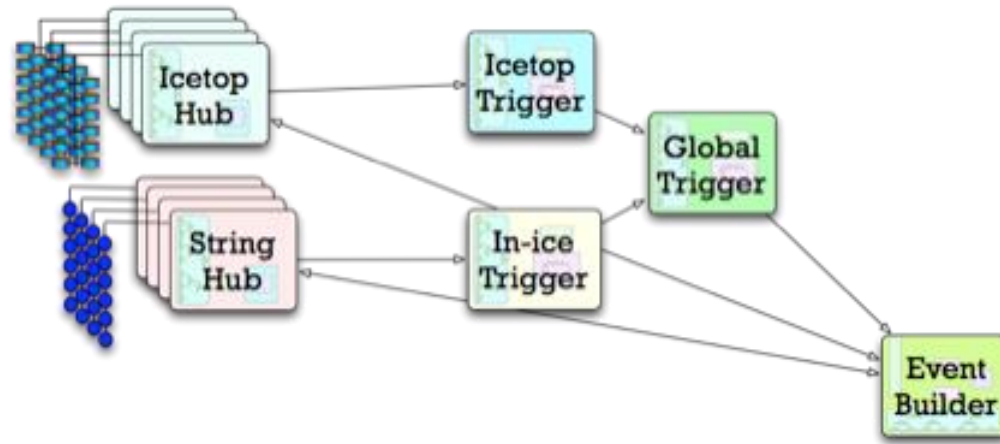 Icetop
Hub
Icetop
Trigger
Global
Trigger
String
Hub
In-ice
Trigger
Event
Builder